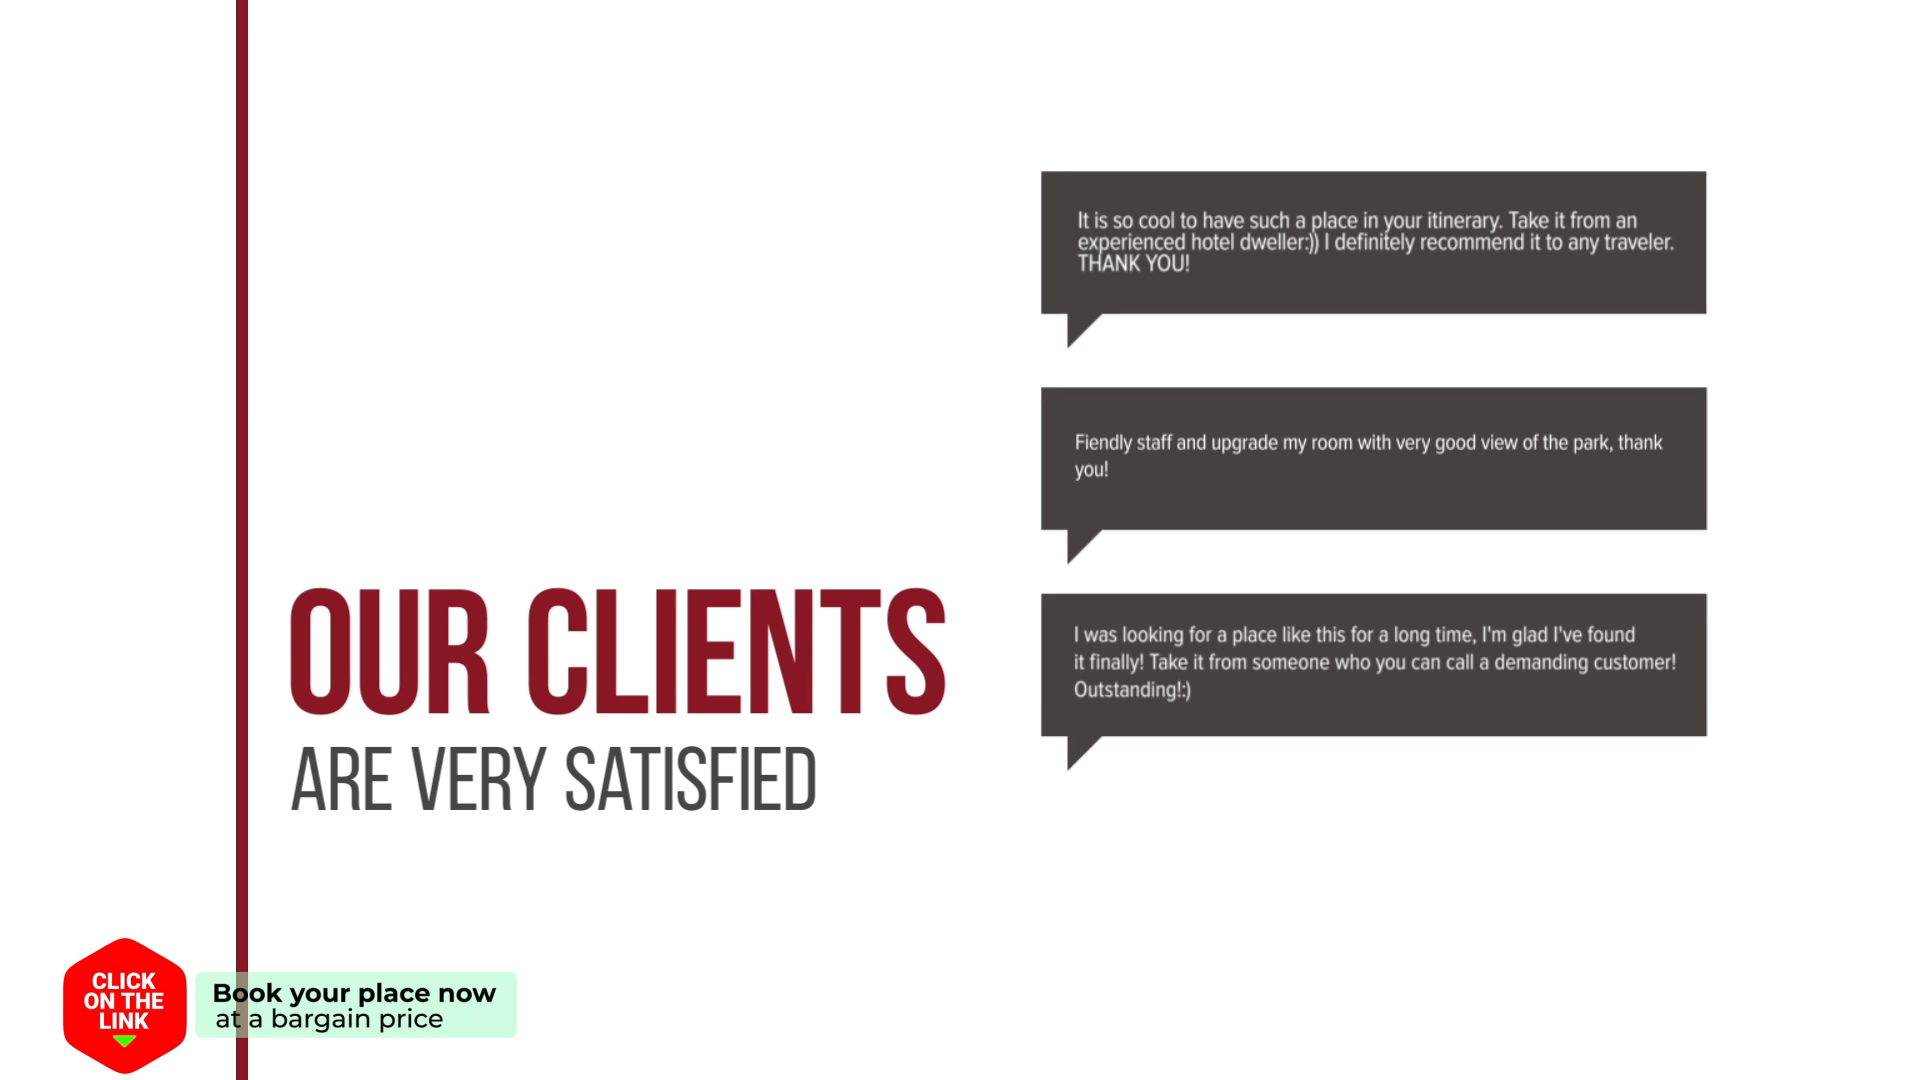 It is so cool to have such a place in your itinerary. Take it from an
experienced hotel dweller:)) I definitely recommend it to any traveler.
THANK YOU!
Fiendly staff and upgrade my room with very good view of the park, thank
you!
I was looking for a place like this for a long time, I'm glad I've found
it finally! Take it from someone who you can call a demanding customer!
Outstanding!:)
OUR CLIENTS
ARE VERY SATISFIED
CLICK
ON THE
LINK
Book your place now
at a bargain price